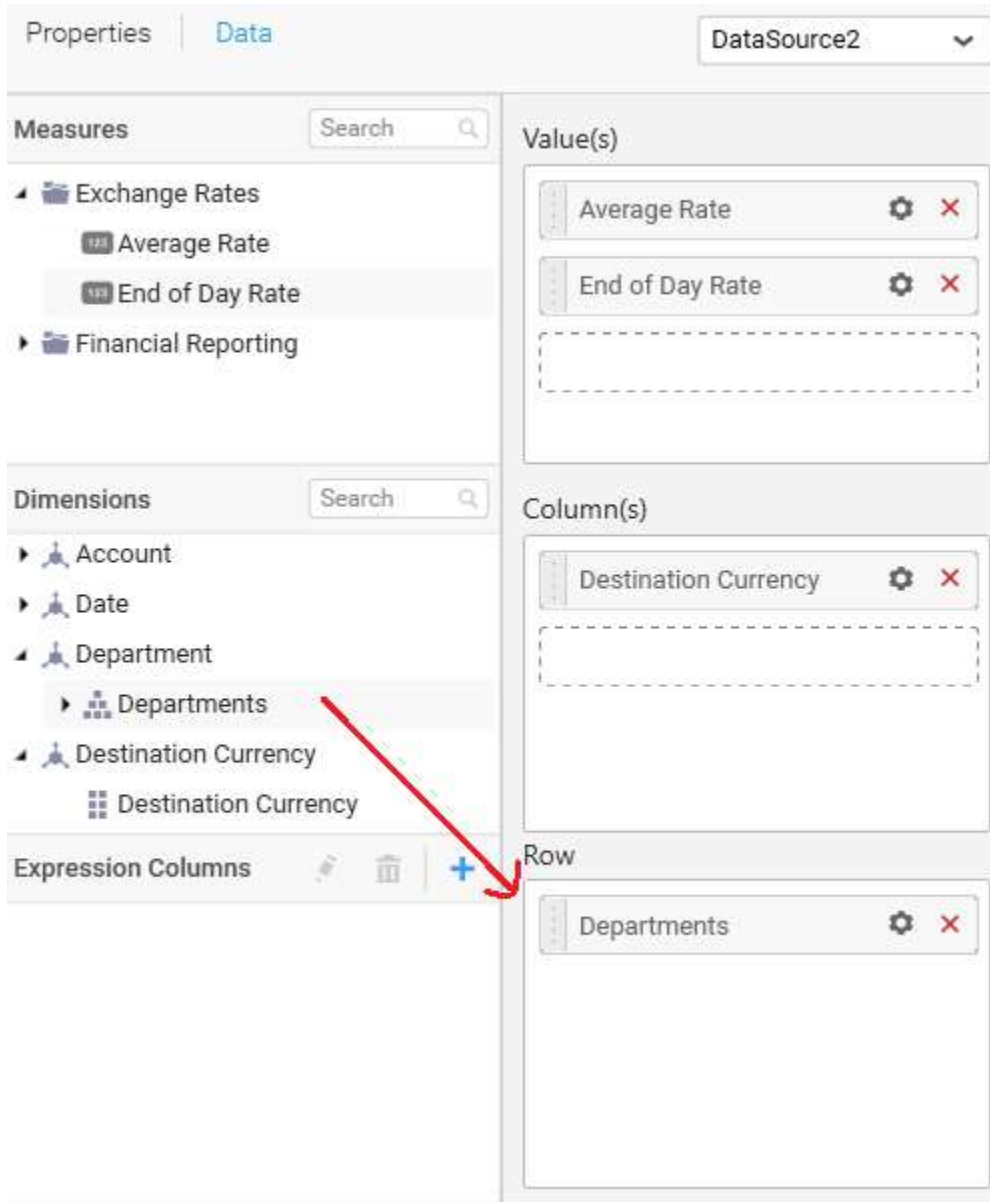 Properties
Data
DataSource2
Measures
Search
Exchange Rates
123 Average Rate
123 End of Day Rate
Financial Reporting
Dimensions
Search
Account
Date
Department
Departments
Destination Currency
Destination Currency
Expression Columns
Value(s)
Average Rate
End of Day Rate
Column(s)
Destination Currency
Row
Departments